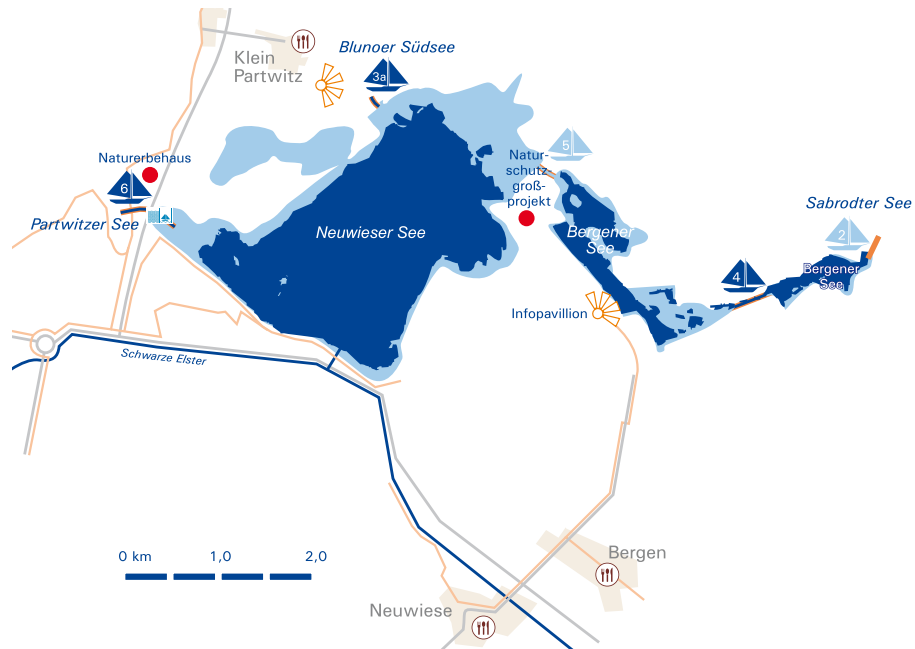 Blunoer Südsee
Klein
Partwitz
3a
Naturerbehaus
6
Partwitzer See
5
Natur-
schutz-
groß-
projekt
Neuwieser See
Bergener
See
Sabrodter See
2
Bergener
See
4
Infopavillion
Schwarze Elster
0 km 1,0 2,0
Bergen
Neuwiese